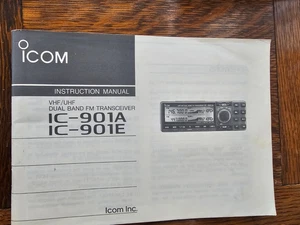 ICOM
INSTRUCTION MANUAL
VHF/UHF
DUAL BAND FM TRANSCEIVER
IC-901A
IC-901E
Icom Inc.